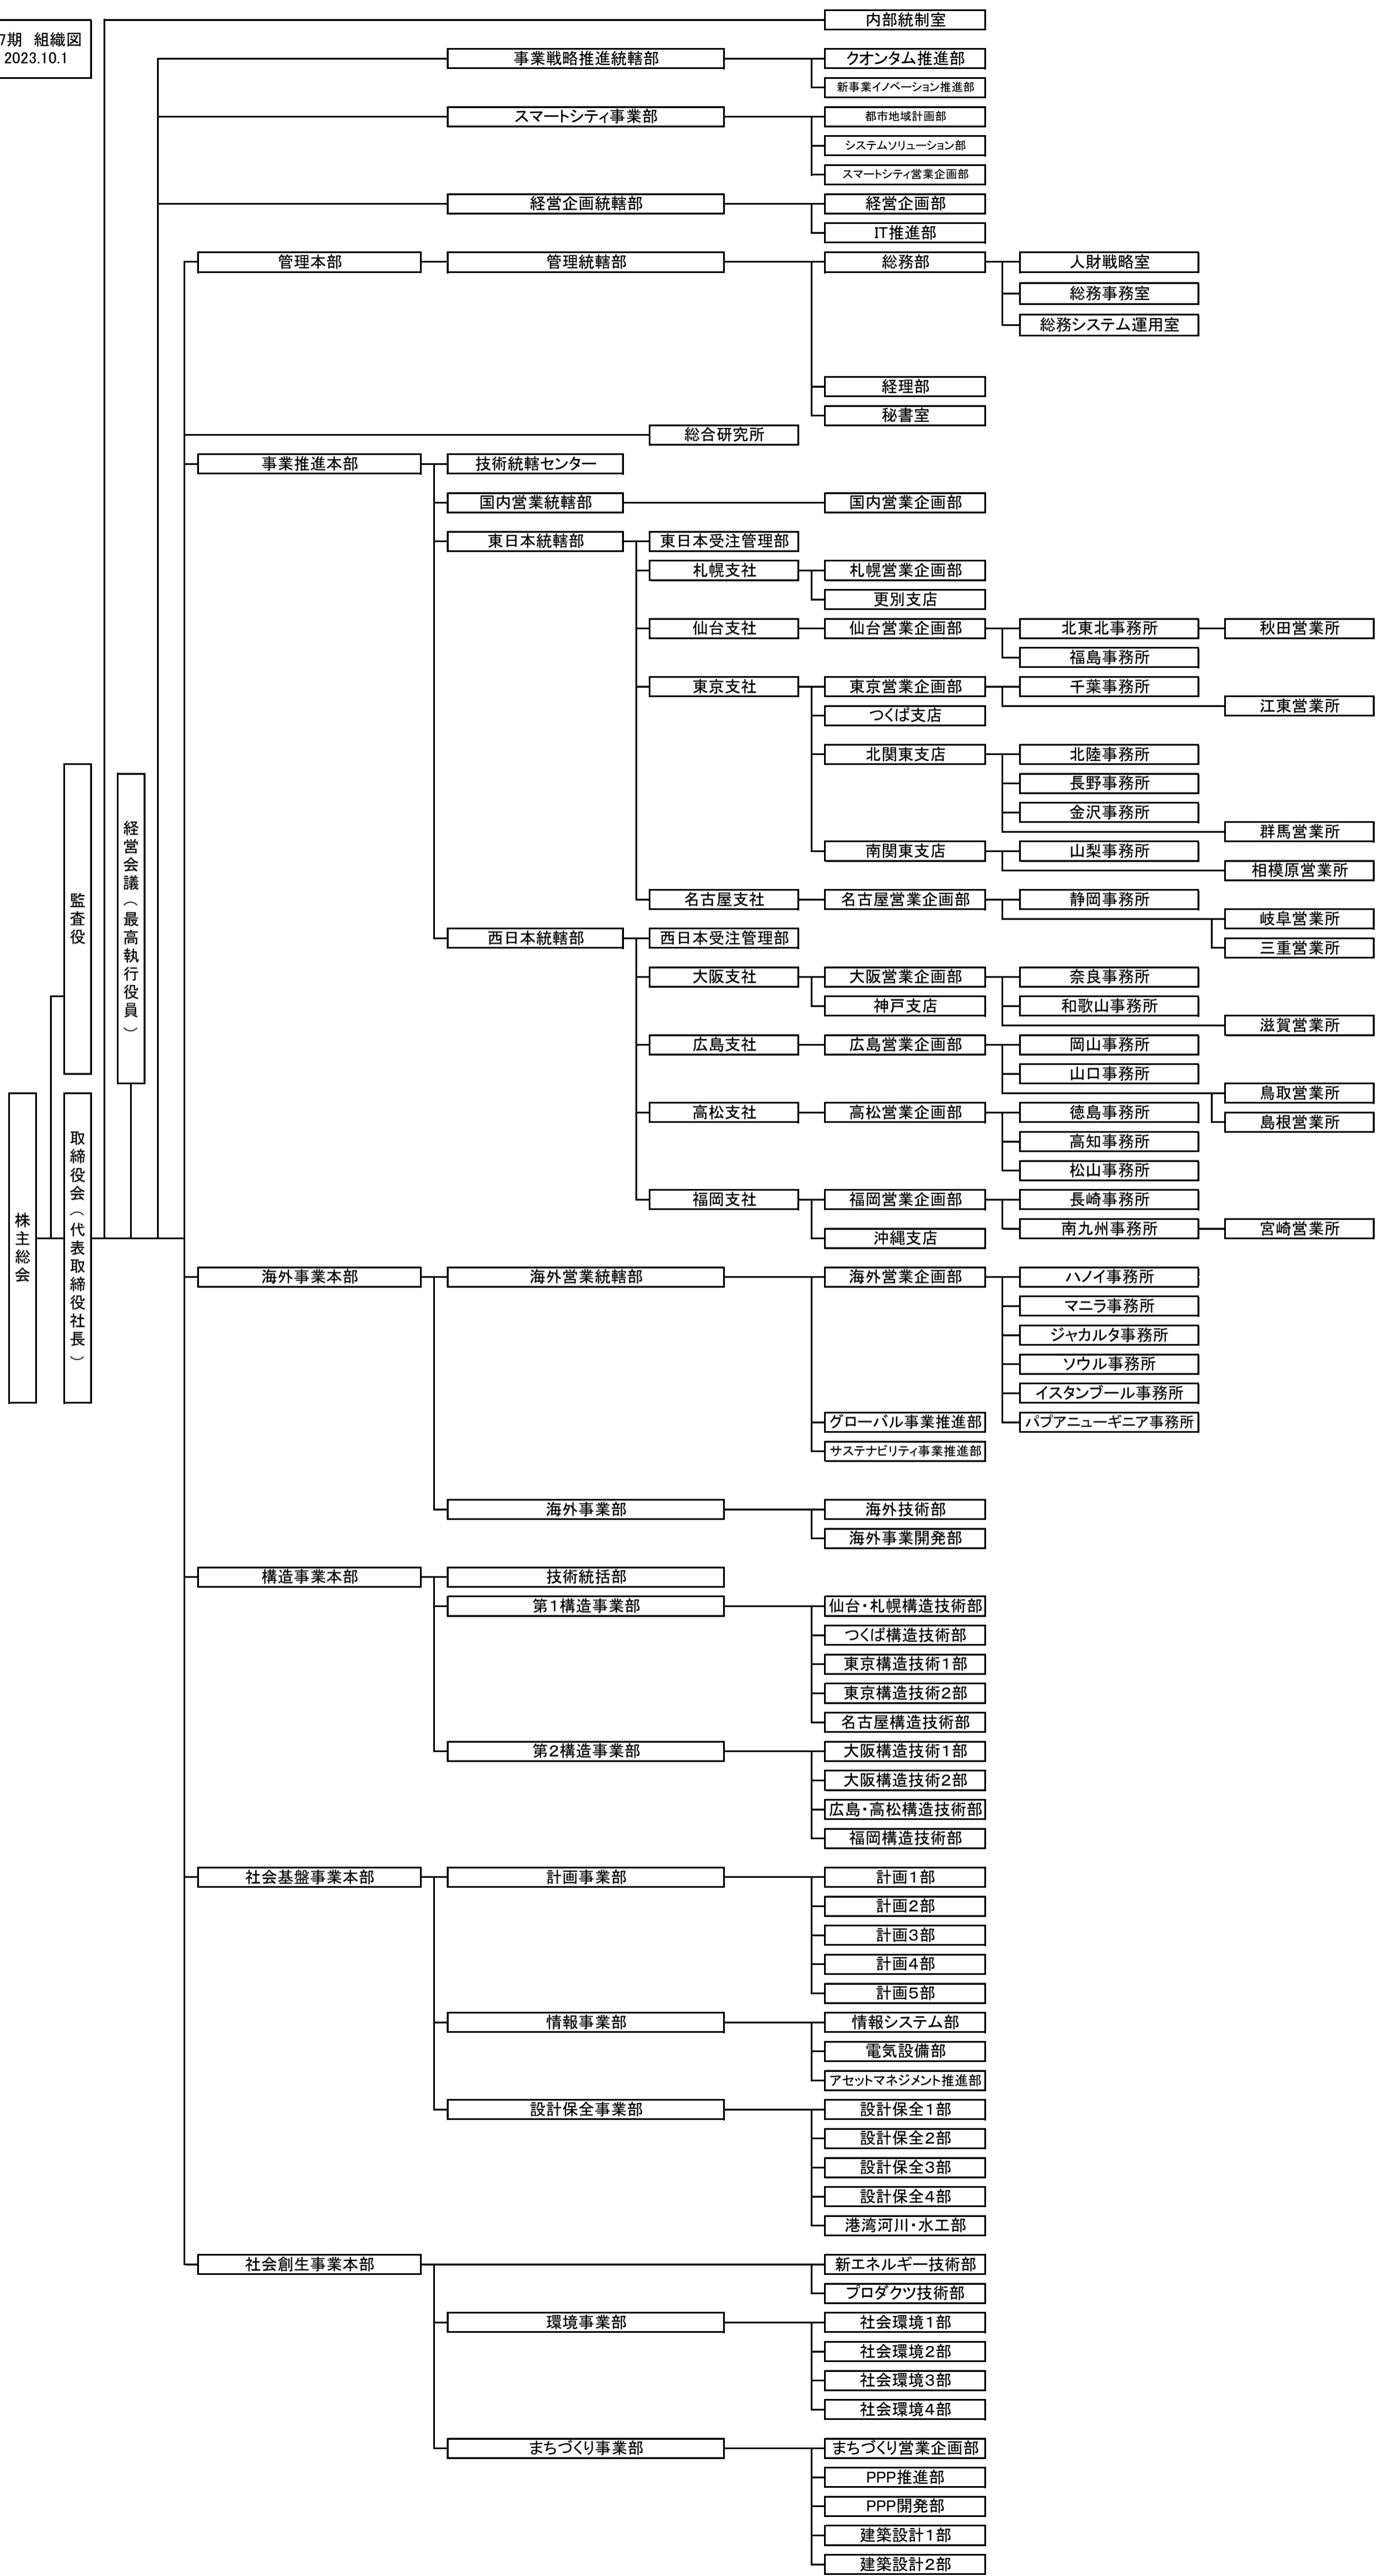 7期 組織図
2023.10.1
内部統制室
事業戦略推進統轄部
クオンタム推進部
新事業イノベーション推進部
スマートシティ事業部
都市地域計画部
システムソリューション部
スマートシティ営業企画部
経営企画統轄部
経営企画部
IT推進部
管理本部
管理統轄部
総務部
人財戦略室
総務事務室
総務システム運用室
経理部
秘書室
総合研究所
事業推進本部
技術統轄センター
国内営業統轄部
国内営業企画部
東日本統轄部
東日本受注管理部
札幌支社
札幌営業企画部
更別支店
仙台支社
仙台営業企画部
北東北事務所
秋田営業所
福島事務所
東京支社
東京営業企画部
千葉事務所
江東営業所
つくば支店
北関東支店
北陸事務所
長野事務所
金沢事務所
群馬営業所
南関東支店
山梨事務所
相模原営業所
名古屋支社
名古屋営業企画部
静岡事務所
岐阜営業所
三重営業所
西日本統轄部
西日本受注管理部
大阪支社
大阪営業企画部
奈良事務所
神戸支店
和歌山事務所
滋賀営業所
広島支社
広島営業企画部
岡山事務所
山口事務所
鳥取営業所
島根営業所
高松支社
高松営業企画部
徳島事務所
高知事務所
松山事務所
福岡支社
福岡営業企画部
長崎事務所
南九州事務所
宮崎営業所
沖縄支店
監査役
経営会議(最高執行役員)
株主総会
取締役会(代表取締役社長)
海外事業本部
海外営業統轄部
海外営業企画部
ハノイ事務所
マニラ事務所
ジャカルタ事務所
ソウル事務所
イスタンブール事務所
パプアニューギニア事務所
グローバル事業推進部
サステナビリティ事業推進部
海外事業部
海外技術部
海外事業開発部
構造事業本部
技術統括部
第1構造事業部
仙台・札幌構造技術部
つくば構造技術部
東京構造技術1部
東京構造技術2部
名古屋構造技術部
第2構造事業部
大阪構造技術1部
大阪構造技術2部
広島・高松構造技術部
福岡構造技術部
社会基盤事業本部
計画事業部
計画1部
計画2部
計画3部
計画4部
計画5部
情報事業部
情報システム部
電気設備部
アセットマネジメント推進部
設計保全事業部
設計保全1部
設計保全2部
設計保全3部
設計保全4部
港湾河川・水工部
社会創生事業本部
新エネルギー技術部
プロダクツ技術部
環境事業部
社会環境1部
社会環境2部
社会環境3部
社会環境4部
まちづくり事業部
まちづくり営業企画部
PPP推進部
PPP開発部
建築設計1部
建築設計2部